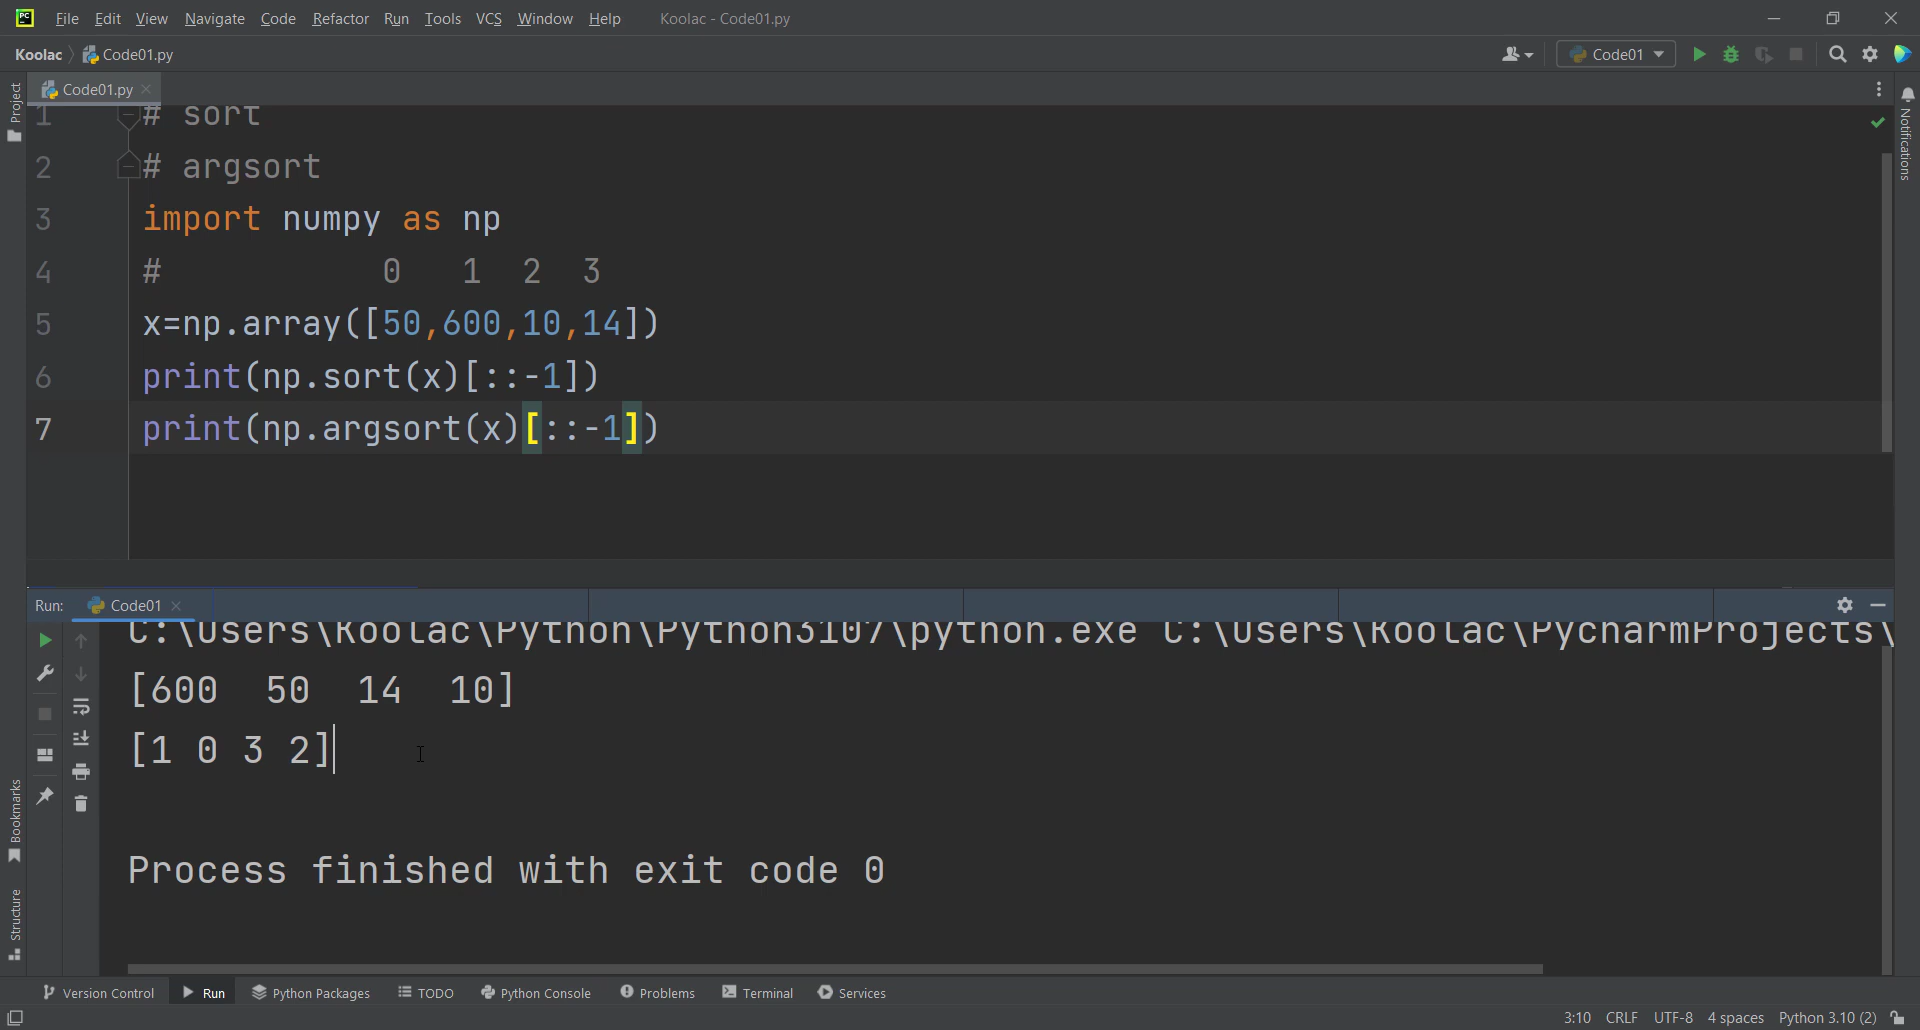 PC File Edit View Navigate Code Refactor Run Tools VCS Window Help Koolac - Code01.py
Koolac Code01.py Code01
Project
Code01.py
Notifications
1 # sort
2 # argsort
3 import numpy as np
4 # 0 1 2 3
5 x=np.array([50,600,10,14])
6 print(np.sort(x)[::-1])
7 print(np.argsort(x)[::-1])
Run: Code01
C:\Users\Koolac\Python\Python3107\python.exe C:\Users\Koolac\PycharmProjects\
[600 50 14 10]
[1 0 3 2]
Process finished with exit code 0
Bookmarks
Structure
Version Control Run Python Packages TODO Python Console Problems Terminal Services
3:10 CRLF UTF-8 4 spaces Python 3.10 (2)